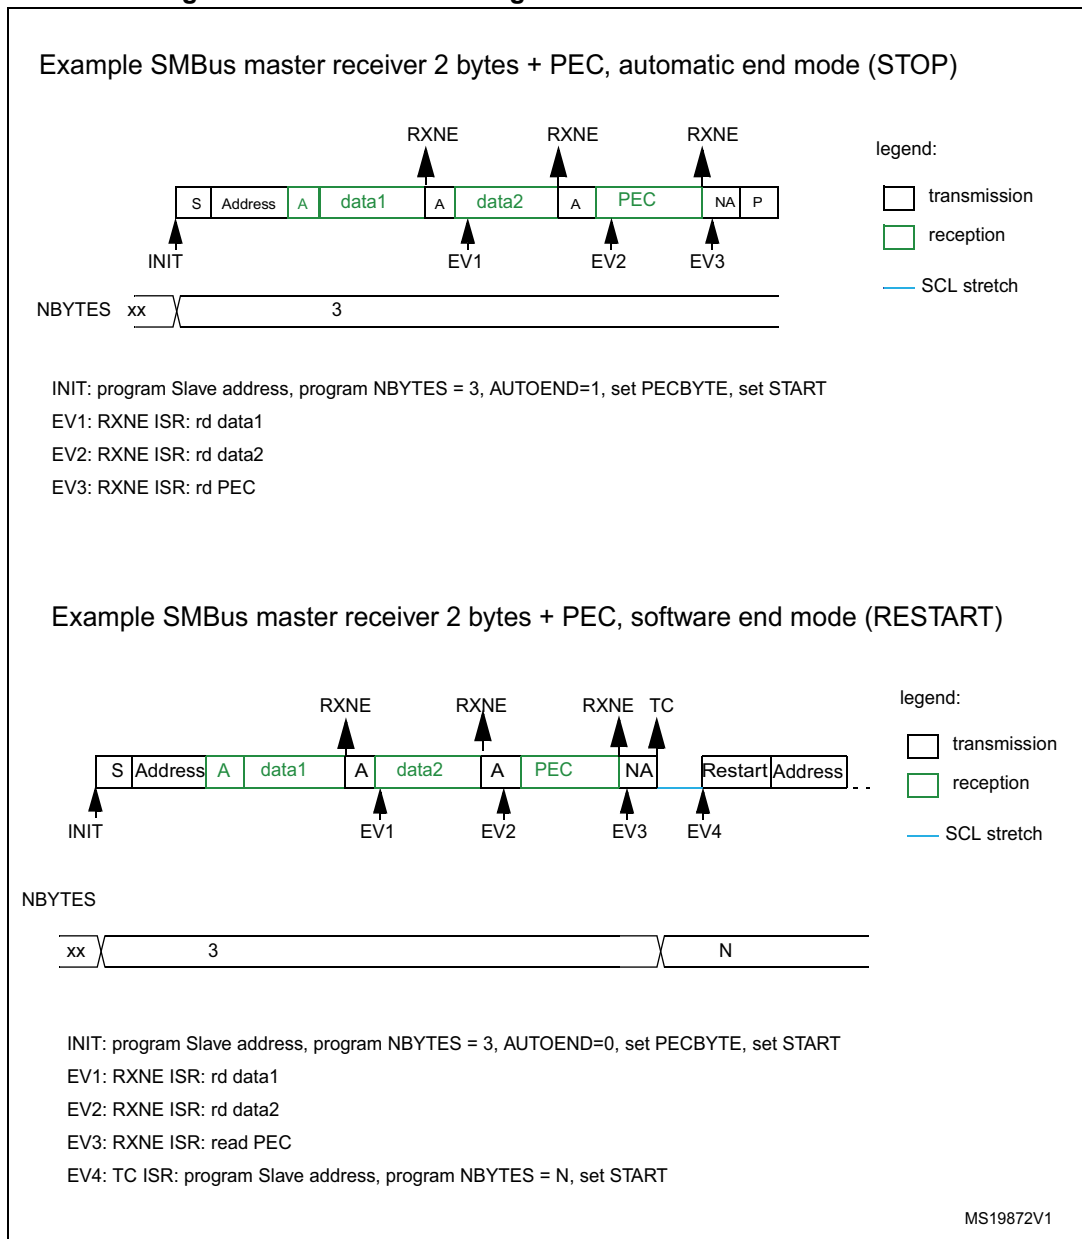 Example SMBus master receiver 2 bytes + PEC, automatic end mode (STOP)
RXNE RXNE RXNE
legend:
S Address A data1 A data2 A PEC NA P
transmission
reception
INIT EV1 EV2 EV3
SCL stretch
NBYTES xx 3
INIT: program Slave address, program NBYTES = 3, AUTOEND=1, set PECBYTE, set START
EV1: RXNE ISR: rd data1
EV2: RXNE ISR: rd data2
EV3: RXNE ISR: rd PEC
Example SMBus master receiver 2 bytes + PEC, software end mode (RESTART)
RXNE RXNE RXNE TC
legend:
S Address A data1 A data2 A PEC NA Restart Address
transmission
reception
INIT EV1 EV2 EV3 EV4
SCL stretch
NBYTES
xx 3 N
INIT: program Slave address, program NBYTES = 3, AUTOEND=0, set PECBYTE, set START
EV1: RXNE ISR: rd data1
EV2: RXNE ISR: rd data2
EV3: RXNE ISR: read PEC
EV4: TC ISR: program Slave address, program NBYTES = N, set START
MS19872V1